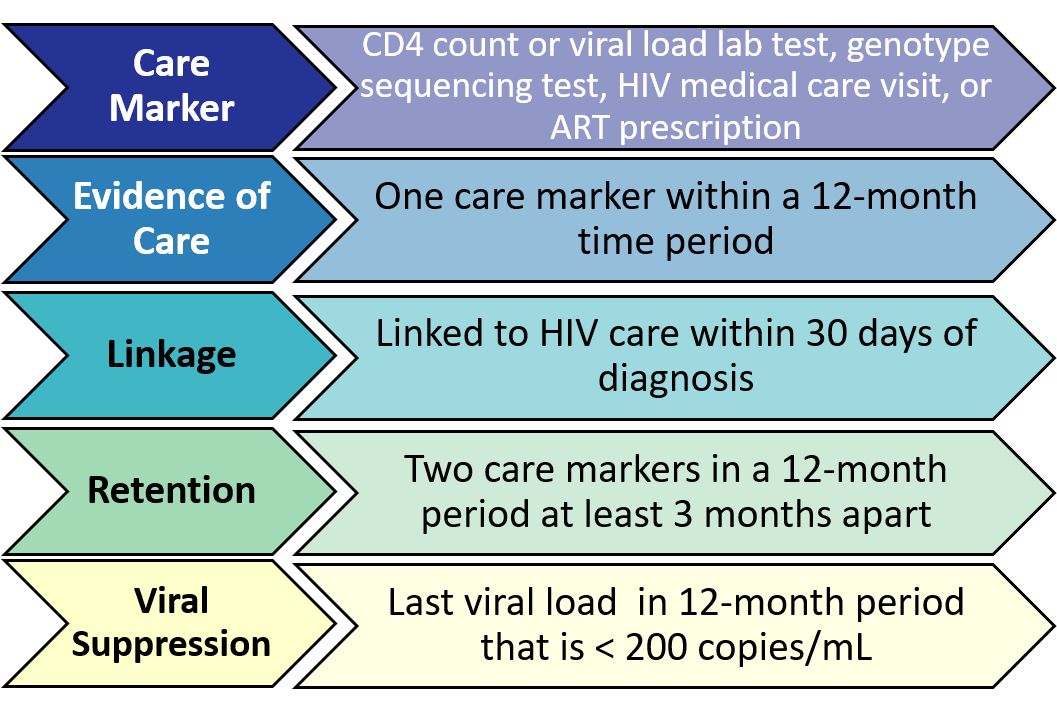 Care
Marker
CD4 count or viral load lab test, genotype
sequencing test, HIV medical care visit, or
ART prescription
Evidence of
Care
One care marker within a 12-month
time period
Linkage
Linked to HIV care within 30 days of
diagnosis
Retention
Two care markers in a 12-month
period at least 3 months apart
Viral
Suppression
Last viral load  in 12-month period
that is < 200 copies/mL